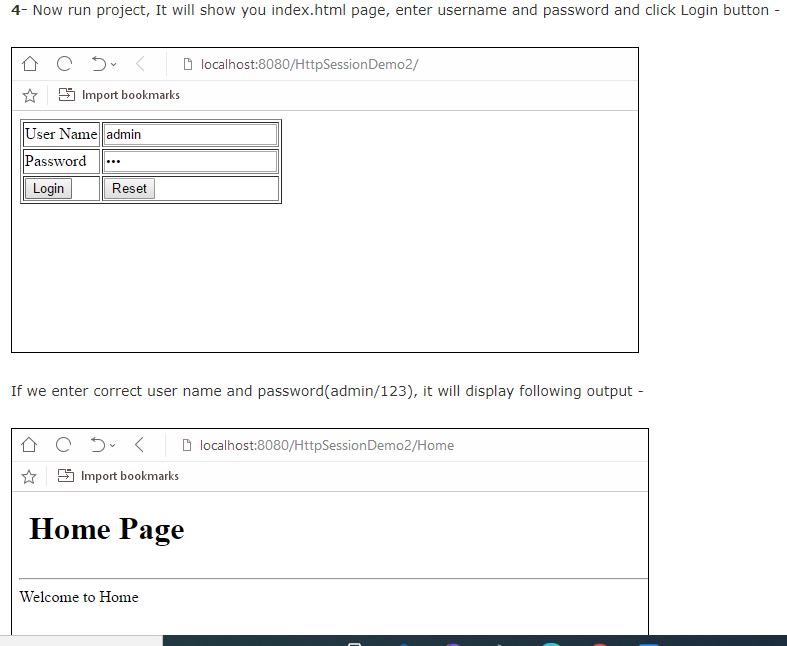 4- Now run project, It will show you index.html page, enter username and password and click Login button -
localhost:8080/HttpSessionDemo2/
Import bookmarks
User Name admin
Password •••
Login Reset
If we enter correct user name and password(admin/123), it will display following output -
localhost:8080/HttpSessionDemo2/Home
Import bookmarks
Home Page
Welcome to Home